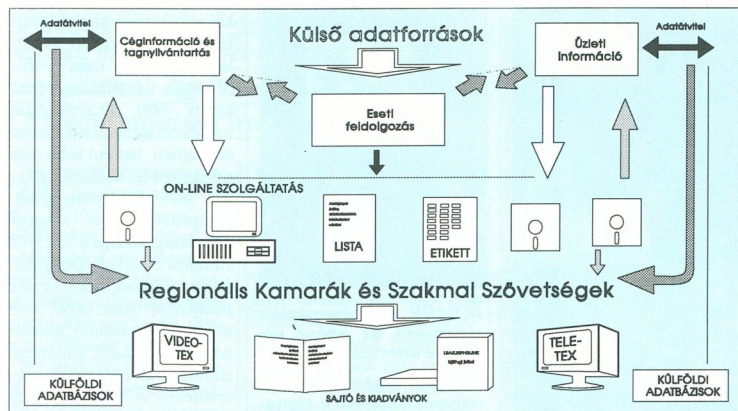 Adatátvitel
Céginformáció és
tagnyilvántartás
Külső adatforrások
Üzleti
információ
Adatátvitel
Eseti
feldolgozás
ON-LINE SZOLGÁLTATÁS
LISTA
ETIKETT
Regionális Kamarák és Szakmai Szövetségek
VIDEO-
TEX
TELE-
TEX
KÜLFÖLDI
ADATBÁZISOK
SAJTÓ ÉS KIADVÁNYOK
KÜLFÖLDI
ADATBÁZISOK